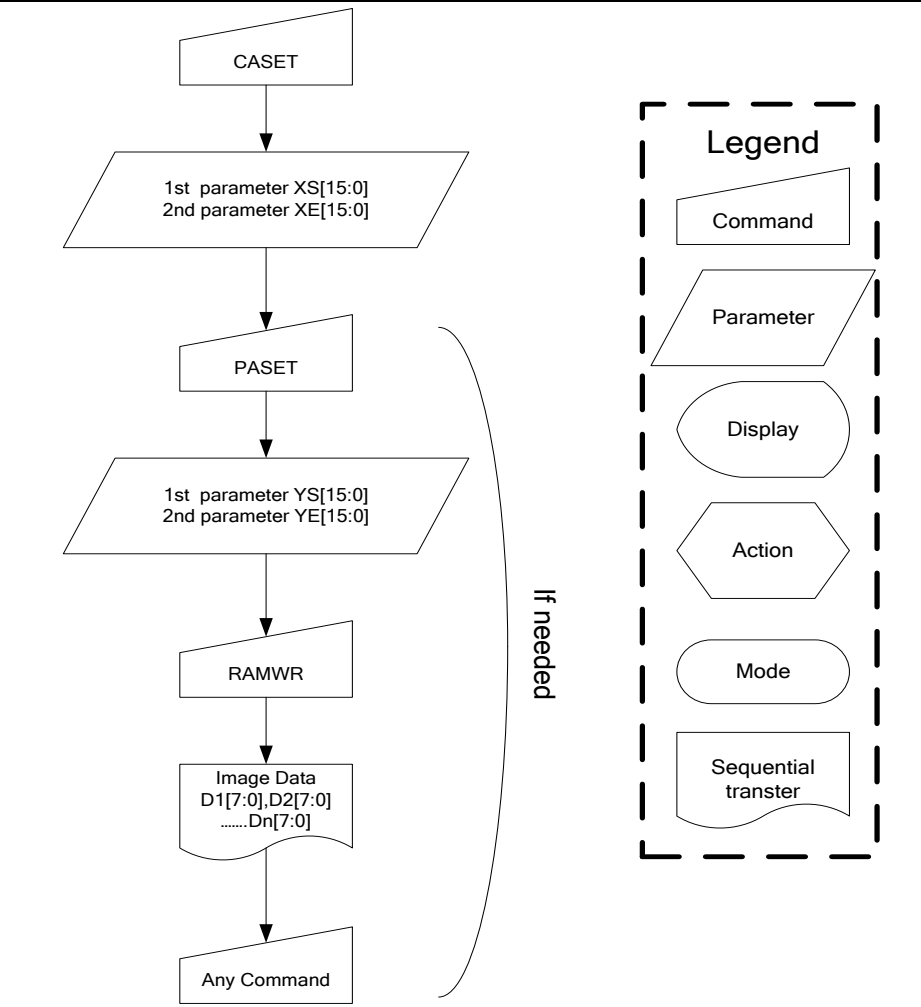 CASET
1st parameter XS[15:0]
2nd parameter XE[15:0]
PASET
1st parameter YS[15:0]
2nd parameter YE[15:0]
RAMWR
Image Data
D1[7:0],D2[7:0]
.......Dn[7:0]
Any Command
If needed
Legend
Command
Parameter
Display
Action
Mode
Sequential
transter